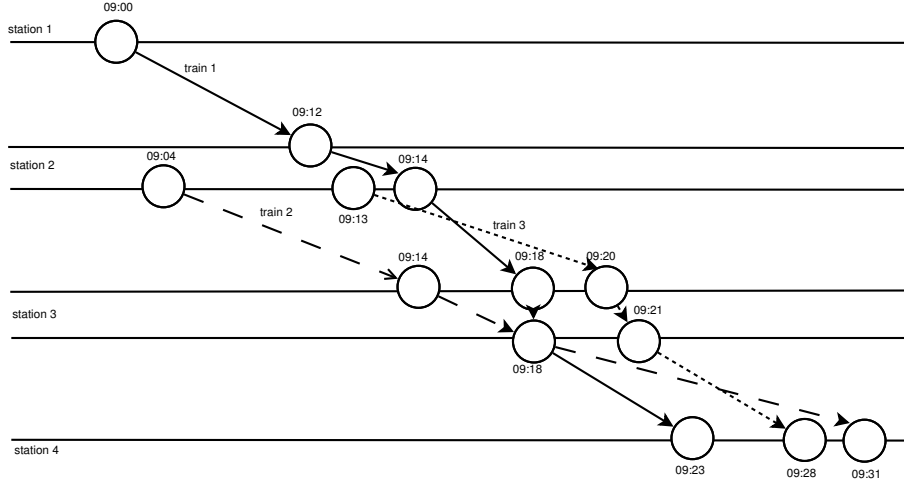 09:00
station 1
train 1
09:12
09:04
09:14
station 2
09:13
train 2
train 3
09:14
09:18
09:20
station 3
09:21
09:18
station 4
09:23
09:28
09:31